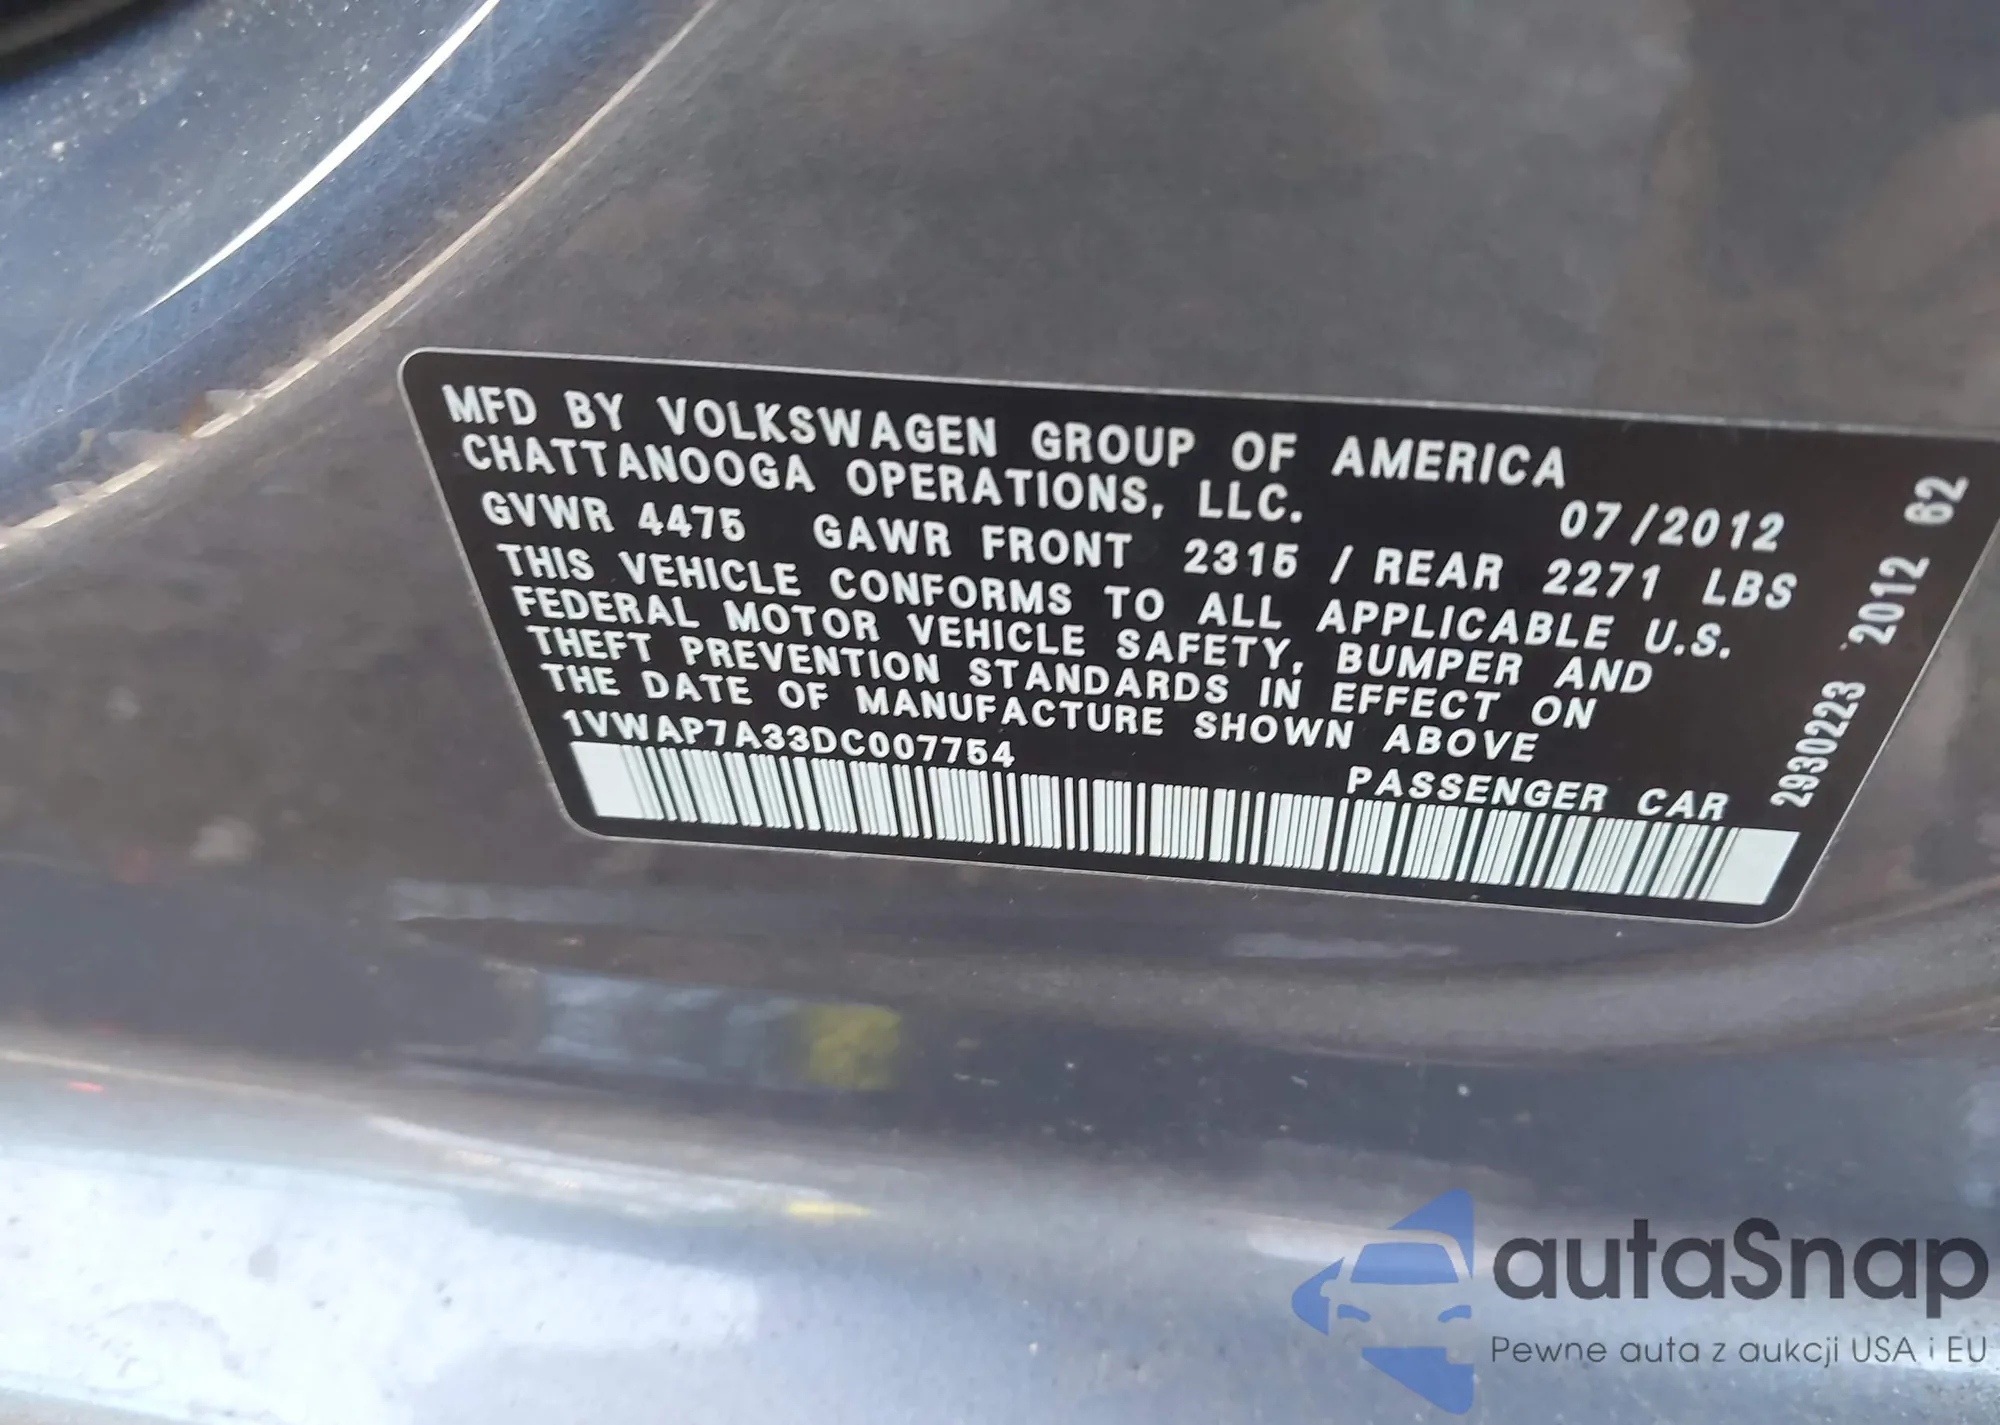 MFD BY VOLKSWAGEN GROUP OF AMERICA
CHATTANOOGA OPERATIONS, LLC.
07/2012
GVWR 4475 GAWR FRONT 2315 / REAR 2271 LBS
THIS VEHICLE CONFORMS TO ALL APPLICABLE U.S.
FEDERAL MOTOR VEHICLE SAFETY, BUMPER AND
THEFT PREVENTION STANDARDS IN EFFECT ON
THE DATE OF MANUFACTURE SHOWN ABOVE
1VWAP7A33DC007754
PASSENGER CAR
2930223 2012 62
autaSnap
Pewne auta z aukcji USA i EU